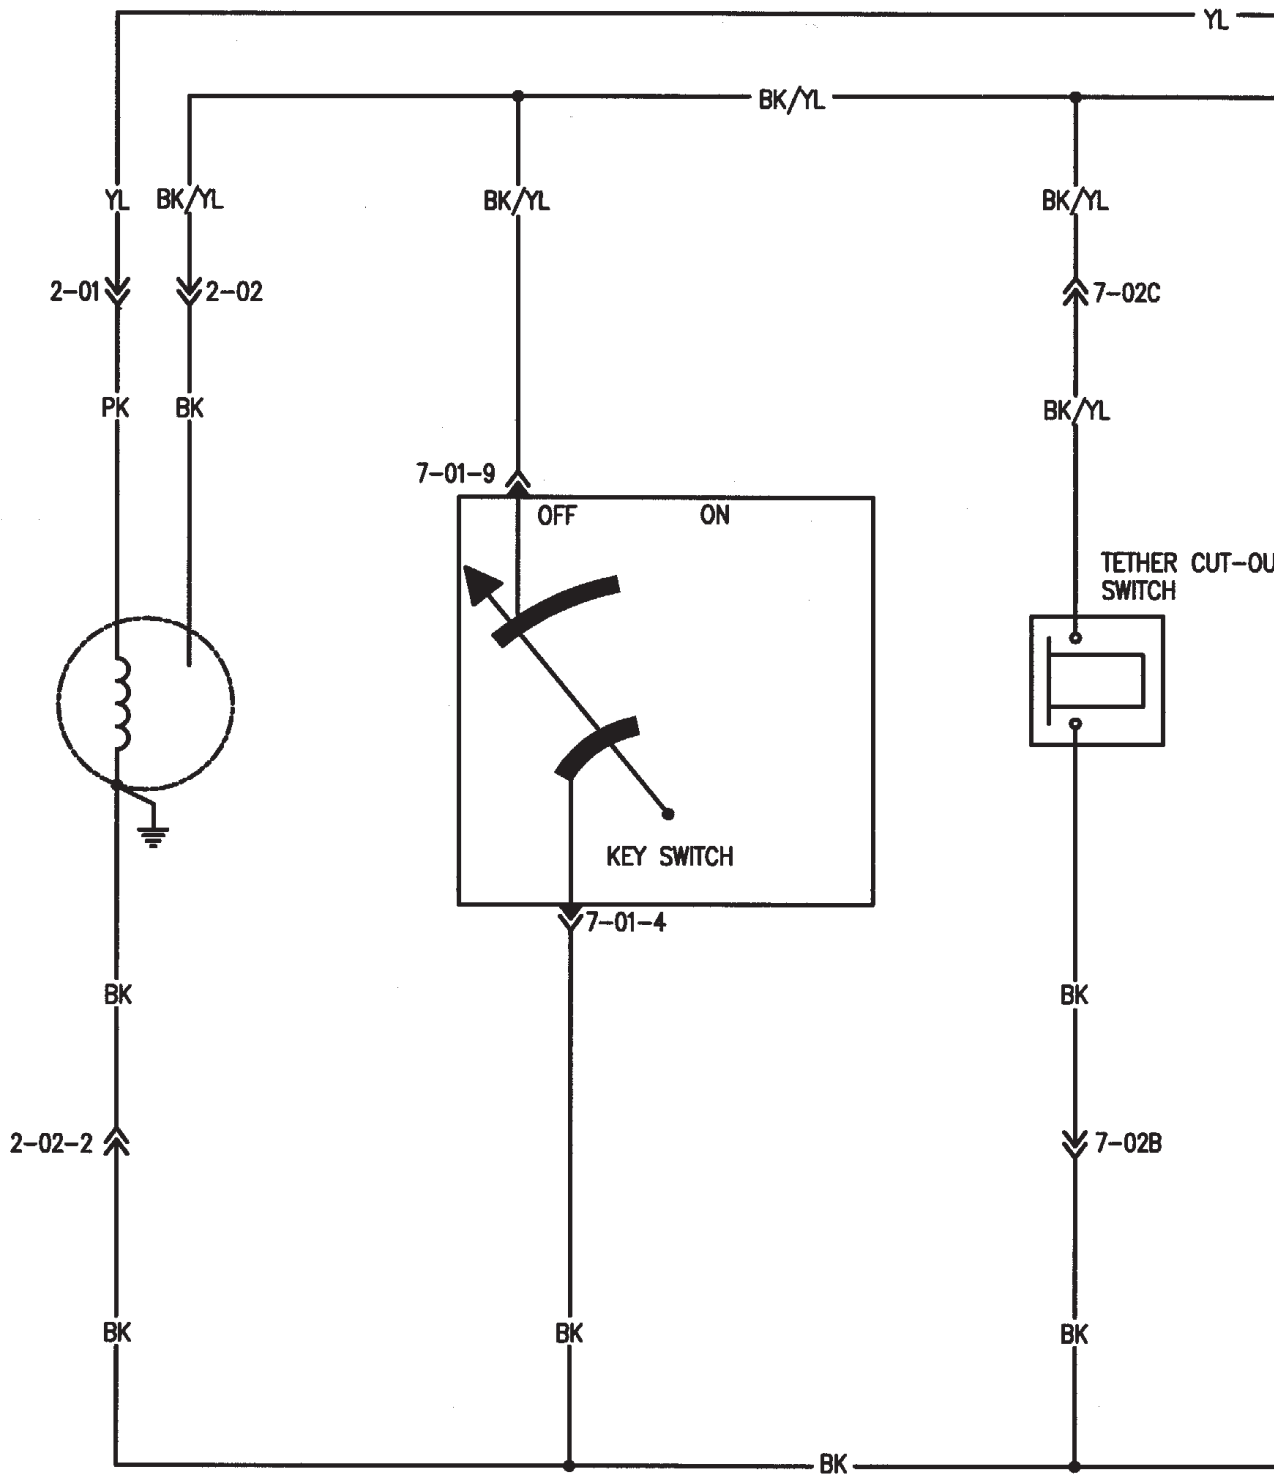 YL
BK/YL
YL
BK/YL
BK/YL
BK/YL
2-01
2-02
7-02C
PK
BK
BK/YL
7-01-9
OFF
ON
TETHER CUT-OU
SWITCH
KEY SWITCH
7-01-4
BK
BK
2-02-2
7-02B
BK
BK
BK
BK